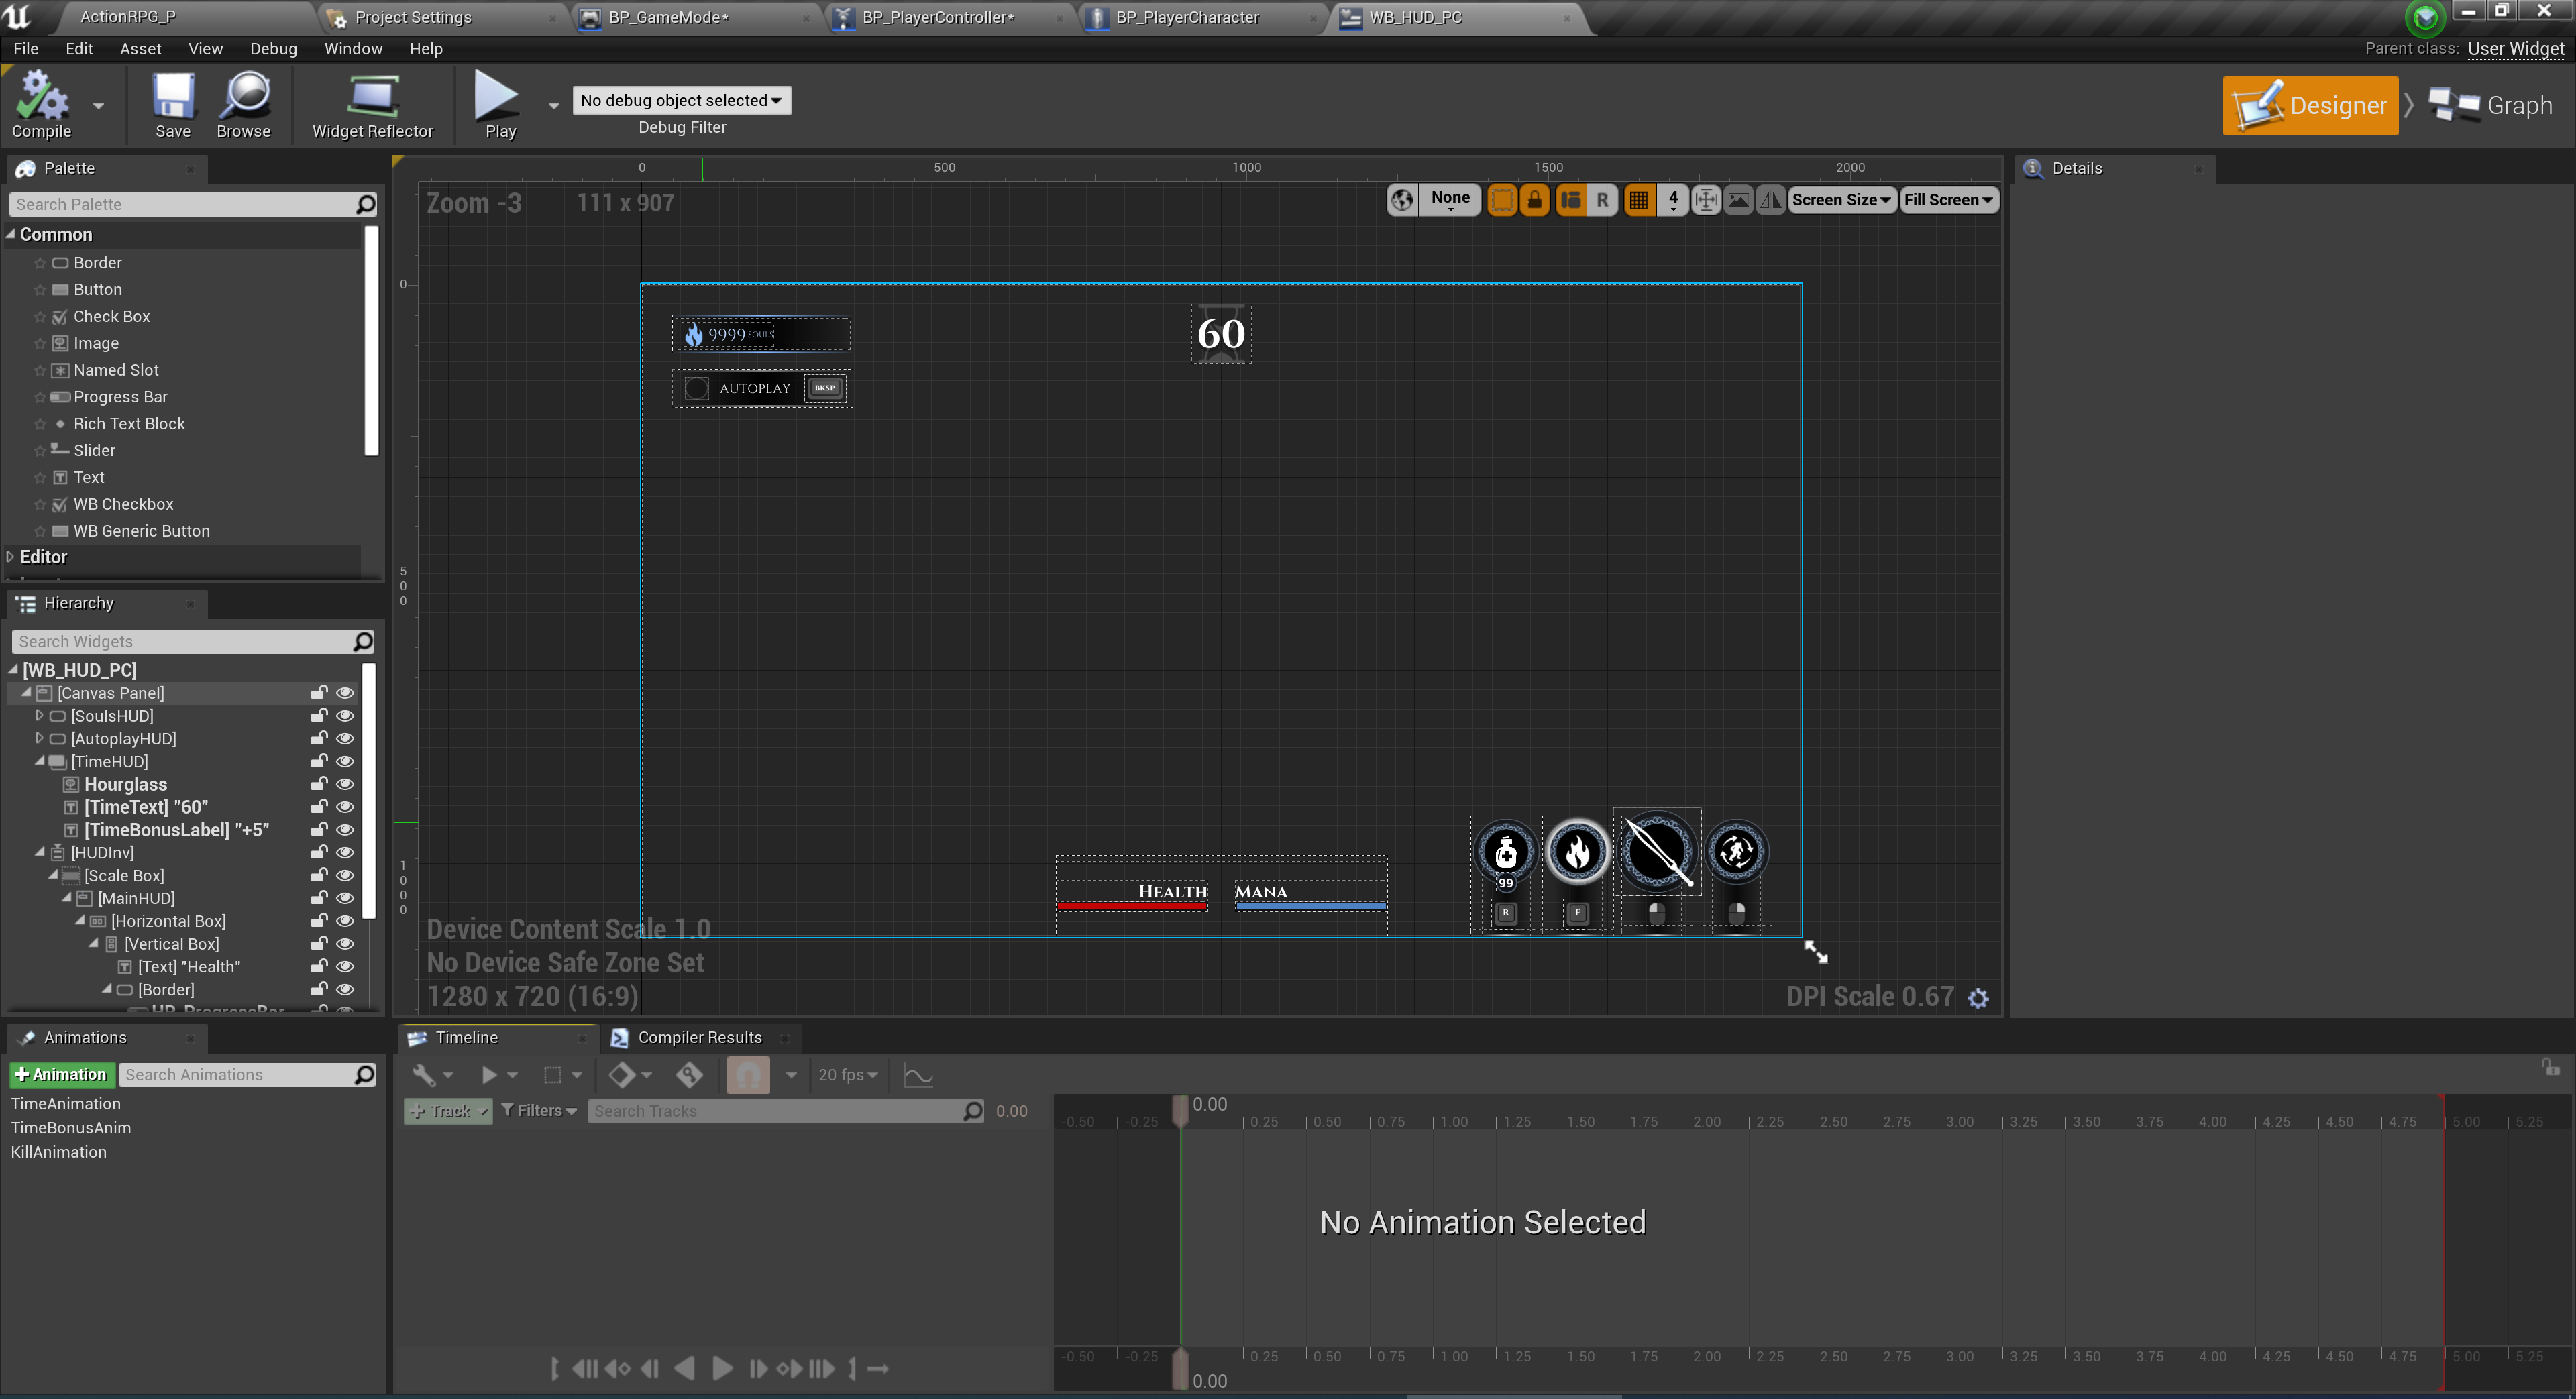 ActionRPG_P
Project Settings
BP_GameMode*
BP_PlayerController*
BP_PlayerCharacter
WB_HUD_PC
File Edit Asset View Debug Window Help
Parent class: User Widget
Compile
Save
Browse
Widget Reflector
Play
No debug object selected
Debug Filter
Designer
Graph
Palette
Search Palette
Common
Border
Button
Check Box
Image
Named Slot
Progress Bar
Rich Text Block
Slider
Text
WB Checkbox
WB Generic Button
Editor
Hierarchy
Search Widgets
[WB_HUD_PC]
[Canvas Panel]
[SoulsHUD]
[AutoplayHUD]
[TimeHUD]
Hourglass
[TimeText] "60"
[TimeBonusLabel] "+5"
[HUDInv]
[Scale Box]
[MainHUD]
[Horizontal Box]
[Vertical Box]
[Text] "Health"
[Border]
HP_ProgressBar
0 500 1000 1500 2000
Zoom -3
111 x 907
None
R
4
Screen Size
Fill Screen
0
500
1000
9999 SOULS
AUTOPLAY
BKSP
60
HEALTH
MANA
99
R
F
Device Content Scale 1.0
No Device Safe Zone Set
1280 x 720 (16:9)
DPI Scale 0.67
Details
Animations
+ Animation
Search Animations
TimeAnimation
TimeBonusAnim
KillAnimation
Timeline
Compiler Results
20 fps
+ Track
Filters
Search Tracks
0.00
0.00
-0.50 -0.25 0.25 0.50 0.75 1.00 1.25 1.50 1.75 2.00 2.25 2.50 2.75 3.00 3.25 3.50 3.75 4.00 4.25 4.50 4.75 5.00 5.25
No Animation Selected
-0.50 -0.25 0.25 0.50 0.75 1.00 1.25 1.50 1.75 2.00 2.25 2.50 2.75 3.00 3.25 3.50 3.75 4.00 4.25 4.50 4.75 5.00 5.25
0.00